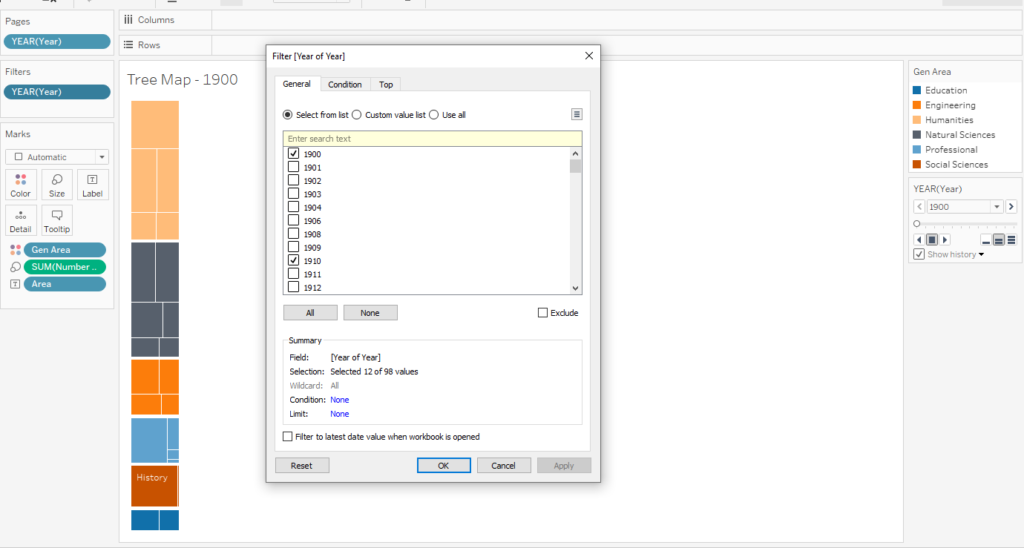 Pages
YEAR(Year)
Filters
YEAR(Year)
Marks
Automatic
Color
Size
Label
Detail
Tooltip
Gen Area
SUM(Number ..
Area
Columns
Rows
Tree Map - 1900
History
Filter [Year of Year]
General
Condition
Top
Select from list
Custom value list
Use all
Enter search text
1900
1901
1902
1903
1904
1906
1908
1909
1910
1911
1912
All
None
Exclude
Summary
Field: [Year of Year]
Selection: Selected 12 of 98 values
Wildcard: All
Condition: None
Limit: None
Filter to latest date value when workbook is opened
Reset
OK
Cancel
Apply
Gen Area
Education
Engineering
Humanities
Natural Sciences
Professional
Social Sciences
YEAR(Year)
1900
Show history